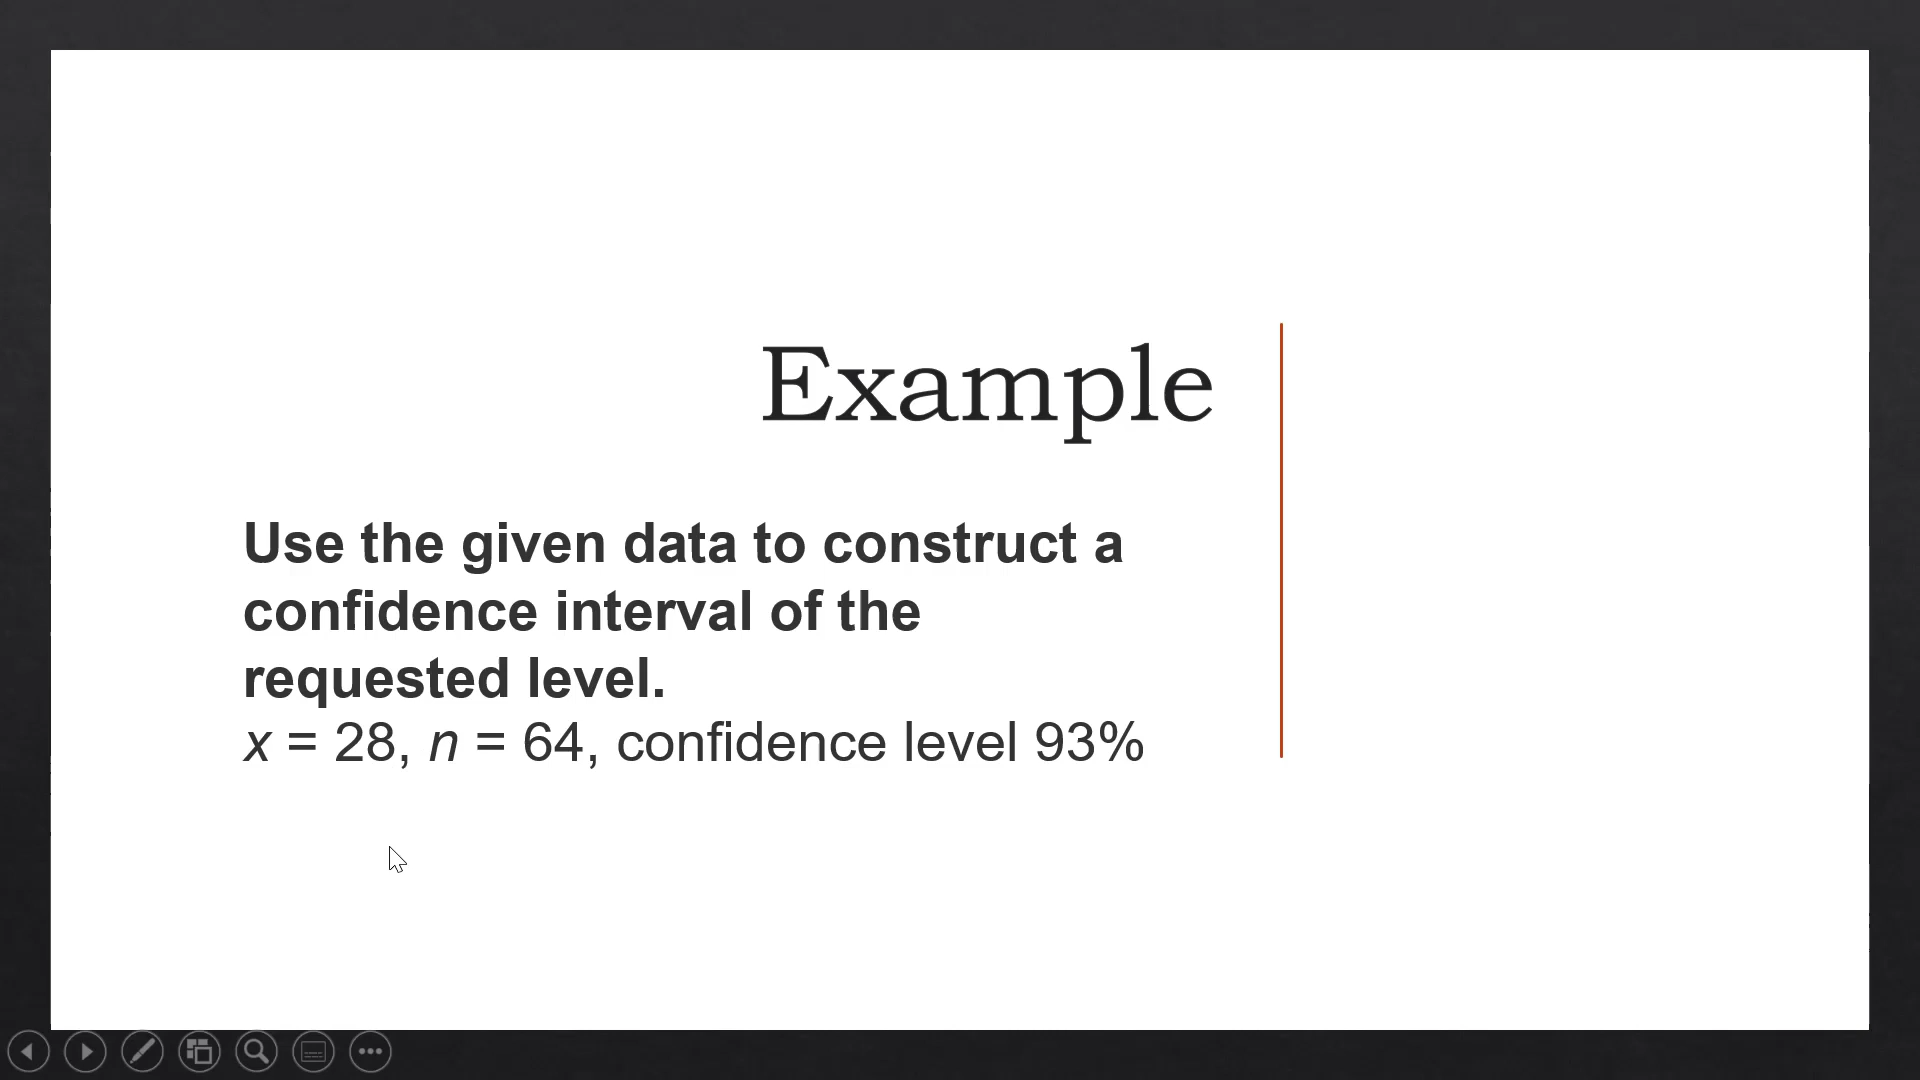 Example
Use the given data to construct a
confidence interval of the
requested level.
x = 28, n = 64, confidence level 93%